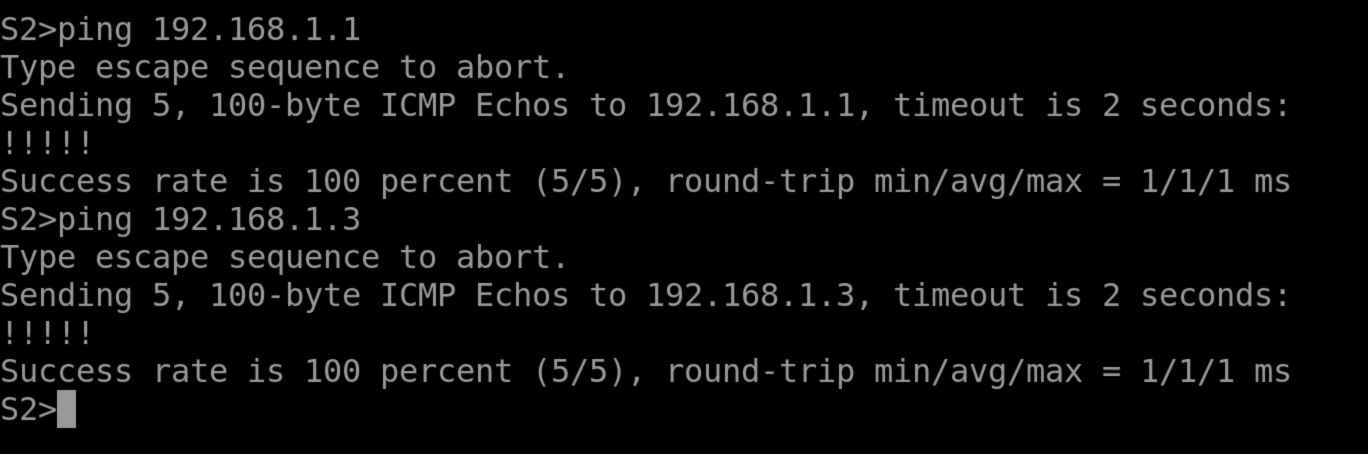 S2>ping 192.168.1.1
Type escape sequence to abort.
Sending 5, 100-byte ICMP Echos to 192.168.1.1, timeout is 2 seconds:
!!!!!
Success rate is 100 percent (5/5), round-trip min/avg/max = 1/1/1 ms
S2>ping 192.168.1.3
Type escape sequence to abort.
Sending 5, 100-byte ICMP Echos to 192.168.1.3, timeout is 2 seconds:
!!!!!
Success rate is 100 percent (5/5), round-trip min/avg/max = 1/1/1 ms
S2>